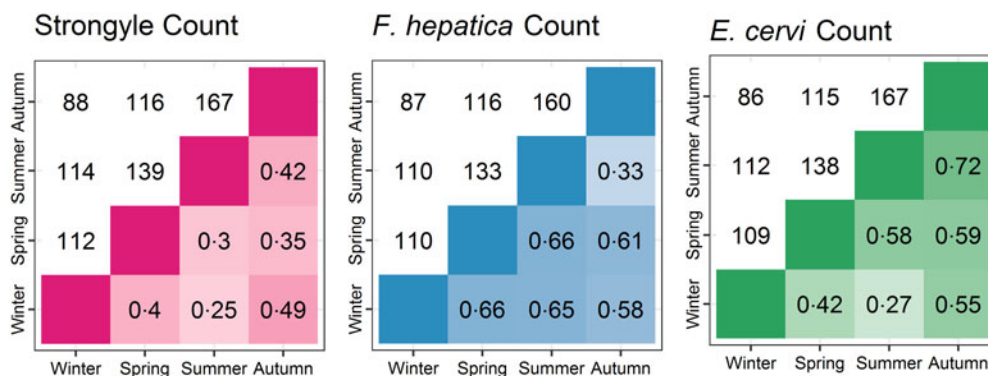 Strongyle Count
Autumn
88 116 167
Summer
114 139 0·42
Spring
112 0·3 0·35
Winter
0·4 0·25 0·49
Winter Spring Summer Autumn
F. hepatica Count
Autumn
87 116 160
Summer
110 133 0·33
Spring
110 0·66 0·61
Winter
0·66 0·65 0·58
Winter Spring Summer Autumn
E. cervi Count
Autumn
86 115 167
Summer
112 138 0·72
Spring
109 0·58 0·59
Winter
0·42 0·27 0·55
Winter Spring Summer Autumn